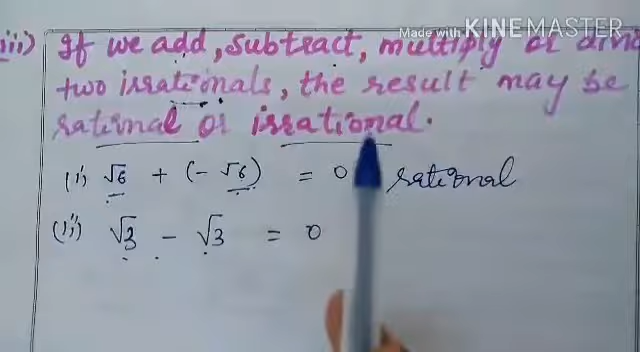 Made with KINEMASTER
iii) If we add, subtract, multiply or divi
two irrationals, the result may be
rational or irrational.
(i) √6 + (- √6) = 0 rational
(ii) √3 - √3 = 0